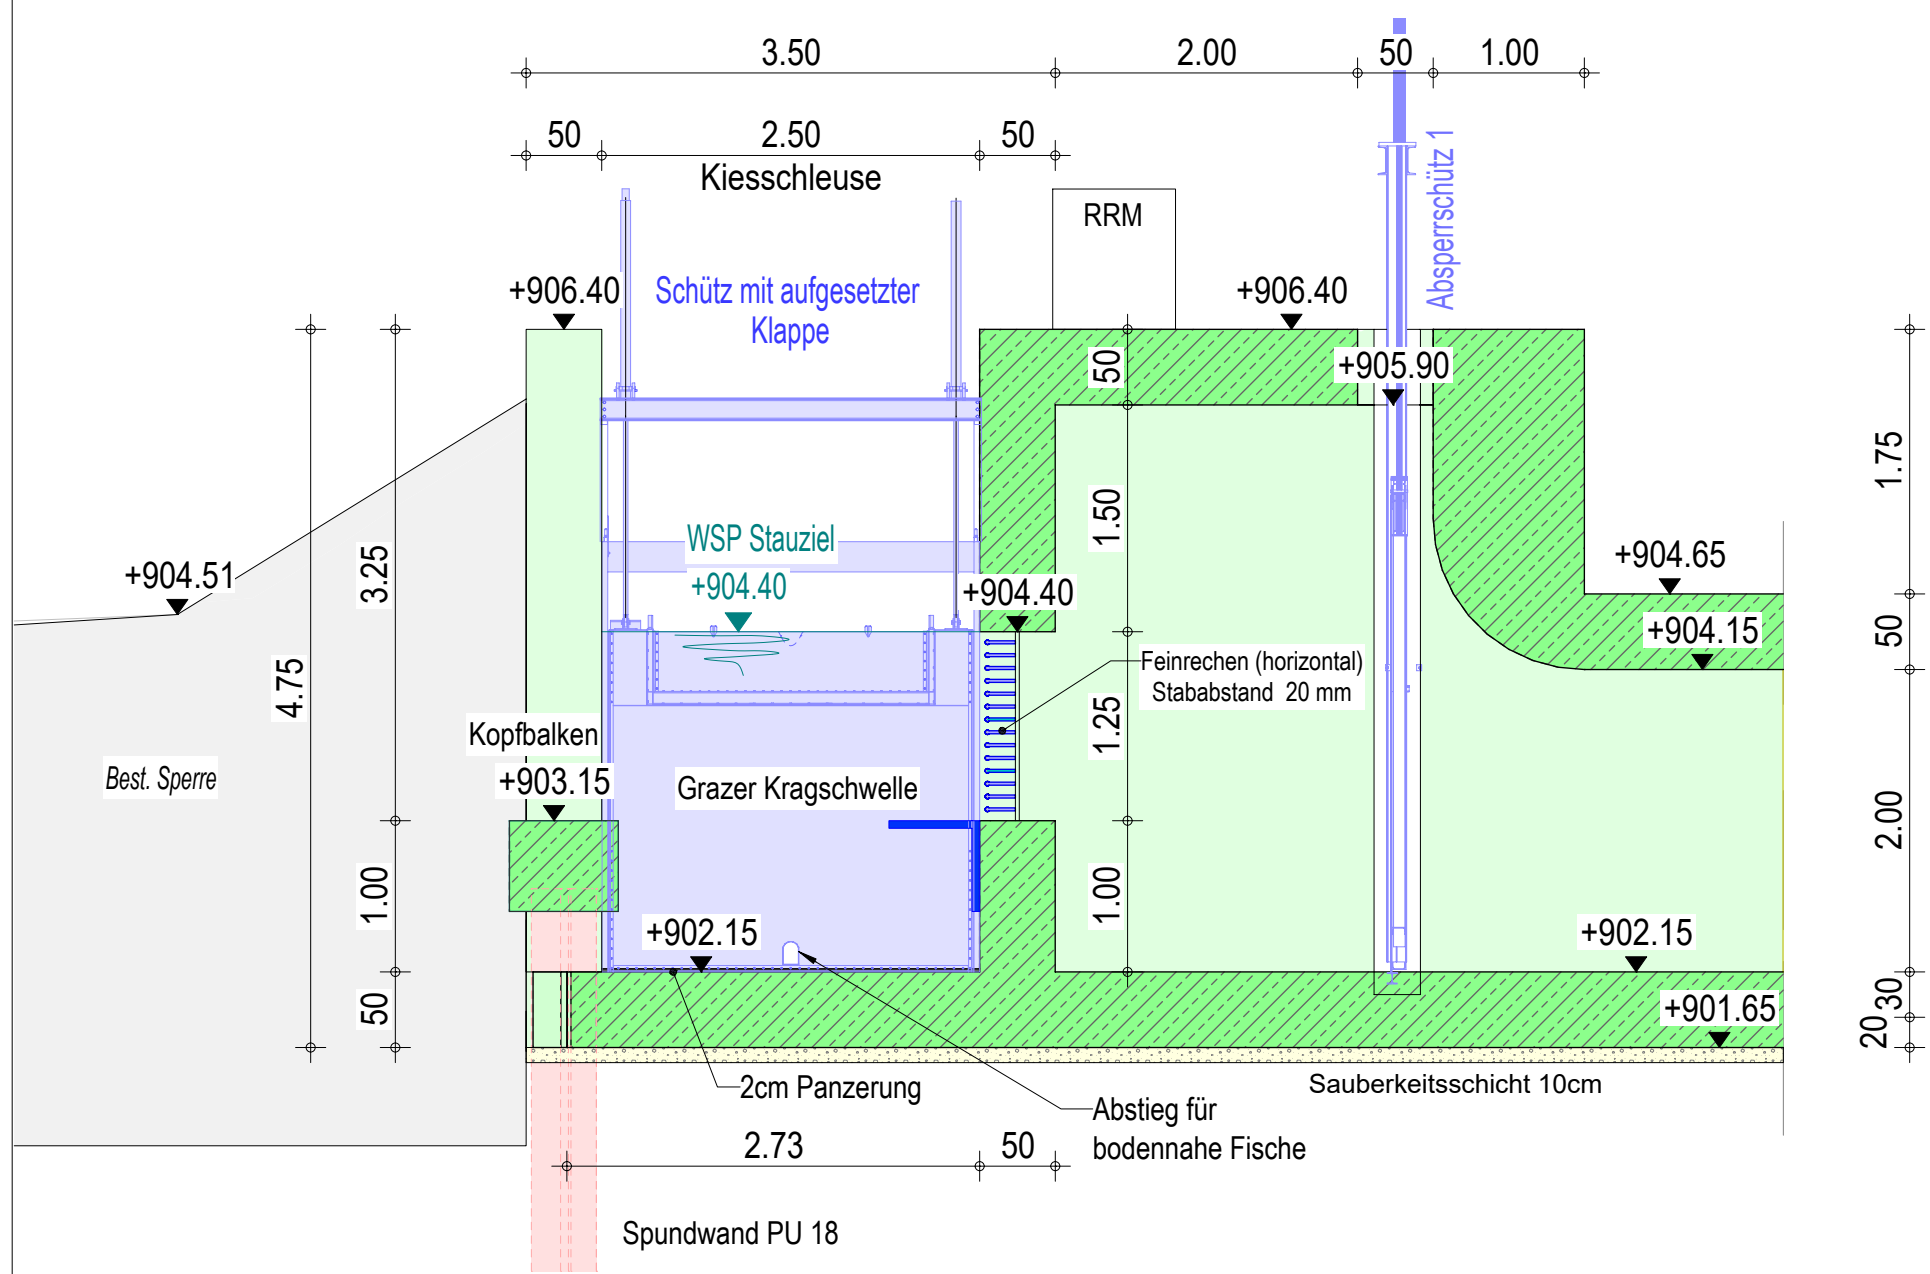 3.50
2.00
50
1.00
50
2.50
50
Kiesschleuse
RRM
Absperrschütz 1
+906.40
Schütz mit aufgesetzter
Klappe
+906.40
+905.90
50
1.75
3.25
1.50
WSP Stauziel
+904.40
+904.51
+904.40
+904.65
+904.15
50
4.75
Feinrechen (horizontal)
Stababstand 20 mm
1.25
Kopfbalken
+903.15
Best. Sperre
Grazer Kragschwelle
2.00
1.00
1.00
+902.15
+902.15
50
30
+901.65
20
2cm Panzerung
Sauberkeitsschicht 10cm
Abstieg für
bodennahe Fische
2.73
50
Spundwand PU 18